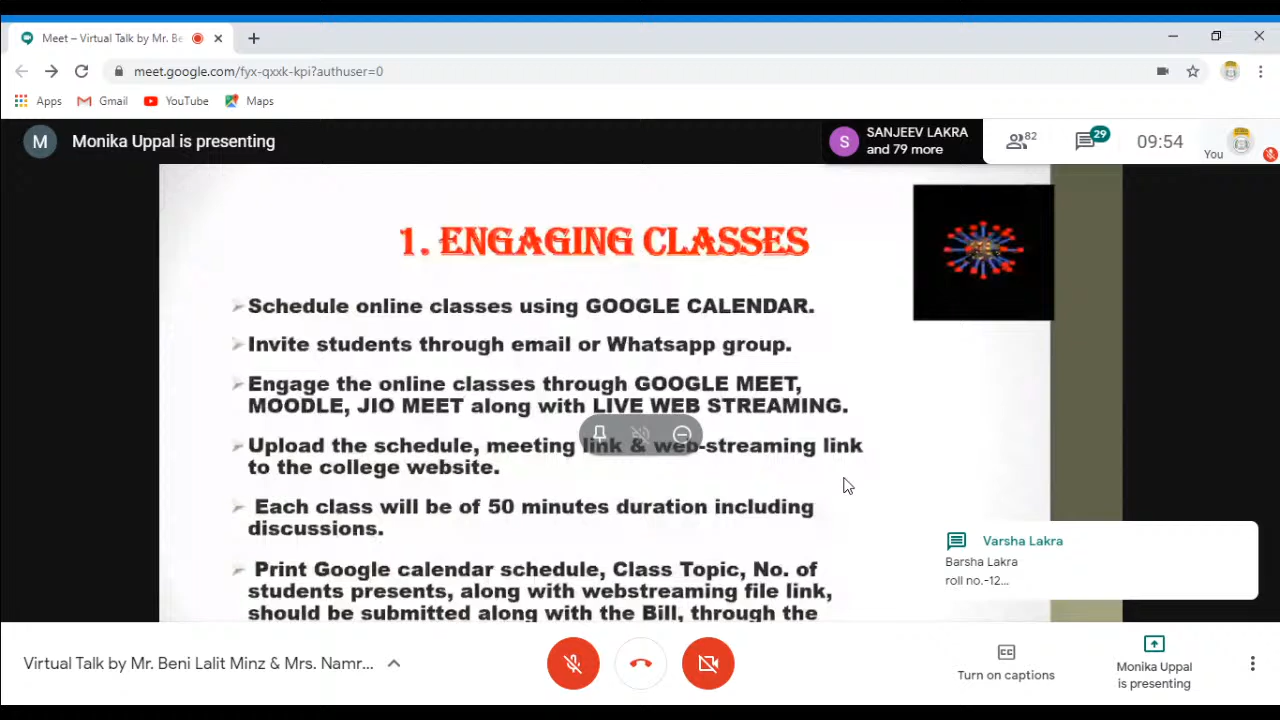 Meet – Virtual Talk by Mr. Be
meet.google.com/fyx-qxxk-kpi?authuser=0
Apps
Gmail
YouTube
Maps
M
Monika Uppal is presenting
S
SANJEEV LAKRA
and 79 more
82
29
09:54
You
1. ENGAGING CLASSES
Schedule online classes using GOOGLE CALENDAR.
Invite students through email or Whatsapp group.
Engage the online classes through GOOGLE MEET,
MOODLE, JIO MEET along with LIVE WEB STREAMING.
Upload the schedule, meeting link & web-streaming link
to the college website.
Each class will be of 50 minutes duration including
discussions.
Print Google calendar schedule, Class Topic, No. of
students presents, along with webstreaming file link,
should be submitted along with the Bill, through the
Varsha Lakra
Barsha Lakra
roll no.-12...
Virtual Talk by Mr. Beni Lalit Minz & Mrs. Namr...
CC
Turn on captions
Monika Uppal
is presenting